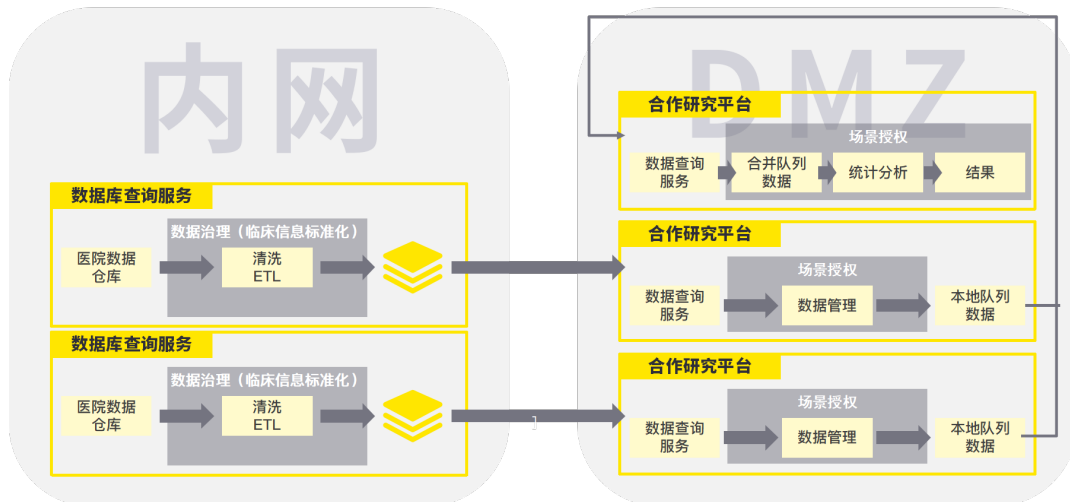 内网
数据库查询服务
数据治理（临床信息标准化）
医院数据
仓库
清洗
ETL
数据库查询服务
数据治理（临床信息标准化）
医院数据
仓库
清洗
ETL
DMZ
合作研究平台
场景授权
数据查询
服务
合并队列
数据
统计分析
结果
合作研究平台
场景授权
数据查询
服务
数据管理
本地队列
数据
合作研究平台
场景授权
数据查询
服务
数据管理
本地队列
数据